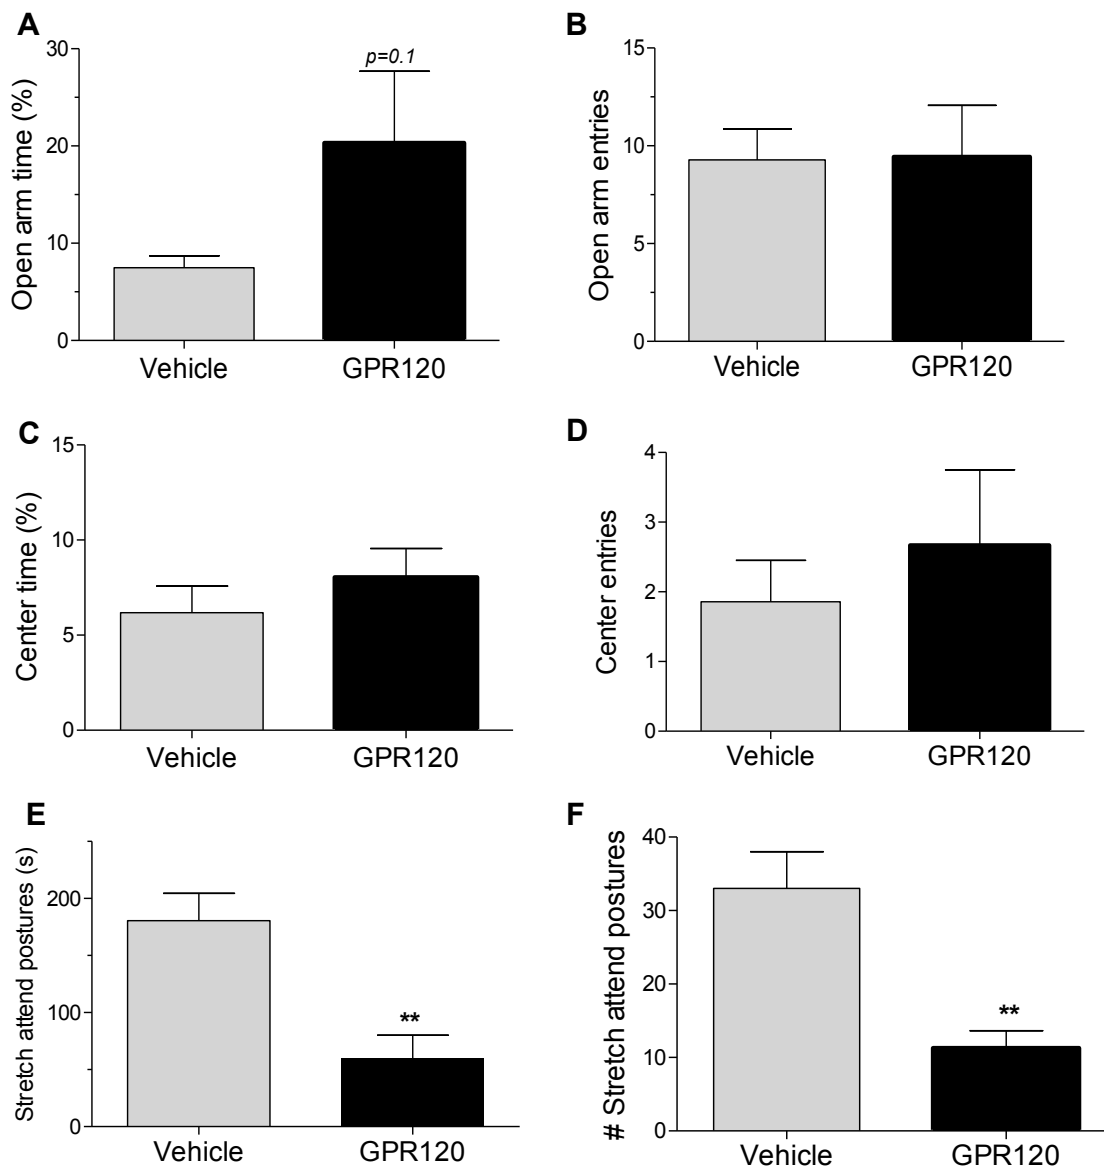 A
Open arm time (%)
30
20
10
0
p=0.1
Vehicle
GPR120
B
Open arm entries
15
10
5
0
Vehicle
GPR120
C
Center time (%)
15
10
5
0
Vehicle
GPR120
D
Center entries
4
3
2
1
0
Vehicle
GPR120
E
Stretch attend postures (s)
200
100
0
**
Vehicle
GPR120
F
# Stretch attend postures
40
30
20
10
0
**
Vehicle
GPR120